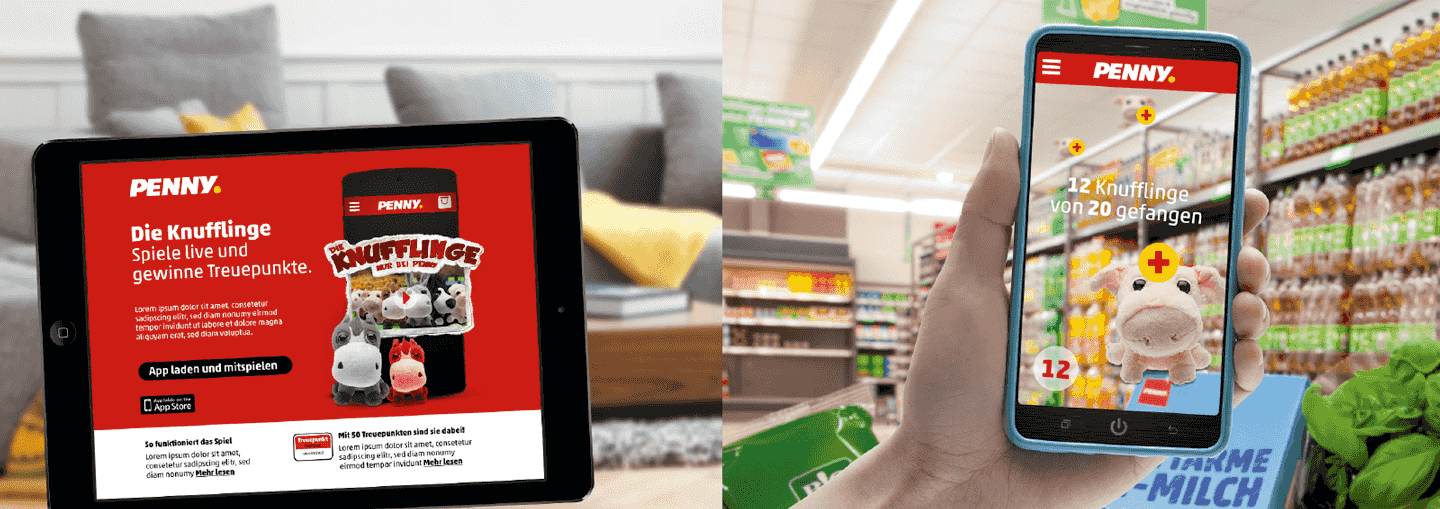 PENNY.
Die Knufflinge
Spiele live und
gewinne Treuepunkte.
Lorem ipsum dolor sit amet, consetetur
sadipscing elitr, sed diam nonumy eirmod
tempor invidunt ut labore et dolore magna
aliquyam erat, sed diam voluptua.
App laden und mitspielen
Available on the
App Store
PENNY.
DIE
KNUFFLINGE
NUR BEI PENNY
So funktioniert das Spiel
Lorem ipsum dolor sit amet,
consetetur sadipscing elitr, sed
diam nonumy Mehr lesen
Treuepunkt
Mit 50 Treuepunkten sind sie dabei!
Lorem ipsum dolor sit amet, consetetur
sadipscing elitr, sed diam nonumy
eirmod tempor invidunt Mehr lesen
PENNY.
12 Knufflinge
von 20 gefangen
12
ARME
-MILCH